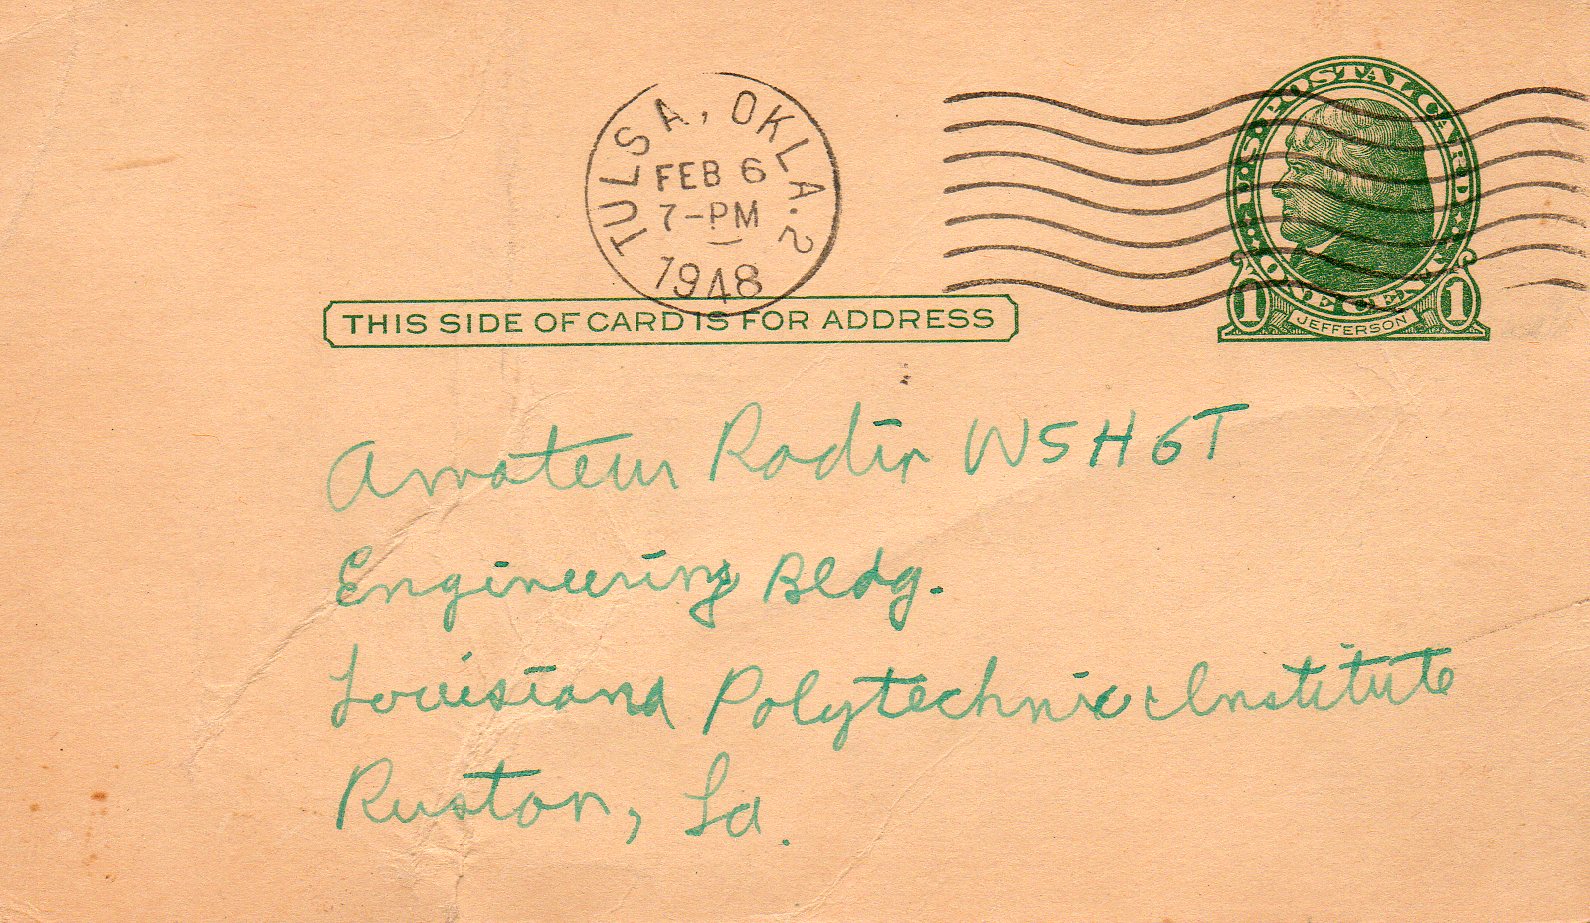 TULSA, OKLA. 2
FEB 6
7-PM
1948
U.S. POSTAL CARD
ONE CENT
1 JEFFERSON 1
THIS SIDE OF CARD IS FOR ADDRESS
Amateur Radio W5HGT
Engineering Bldg.
Louisiana Polytechnic Institute
Ruston, La.